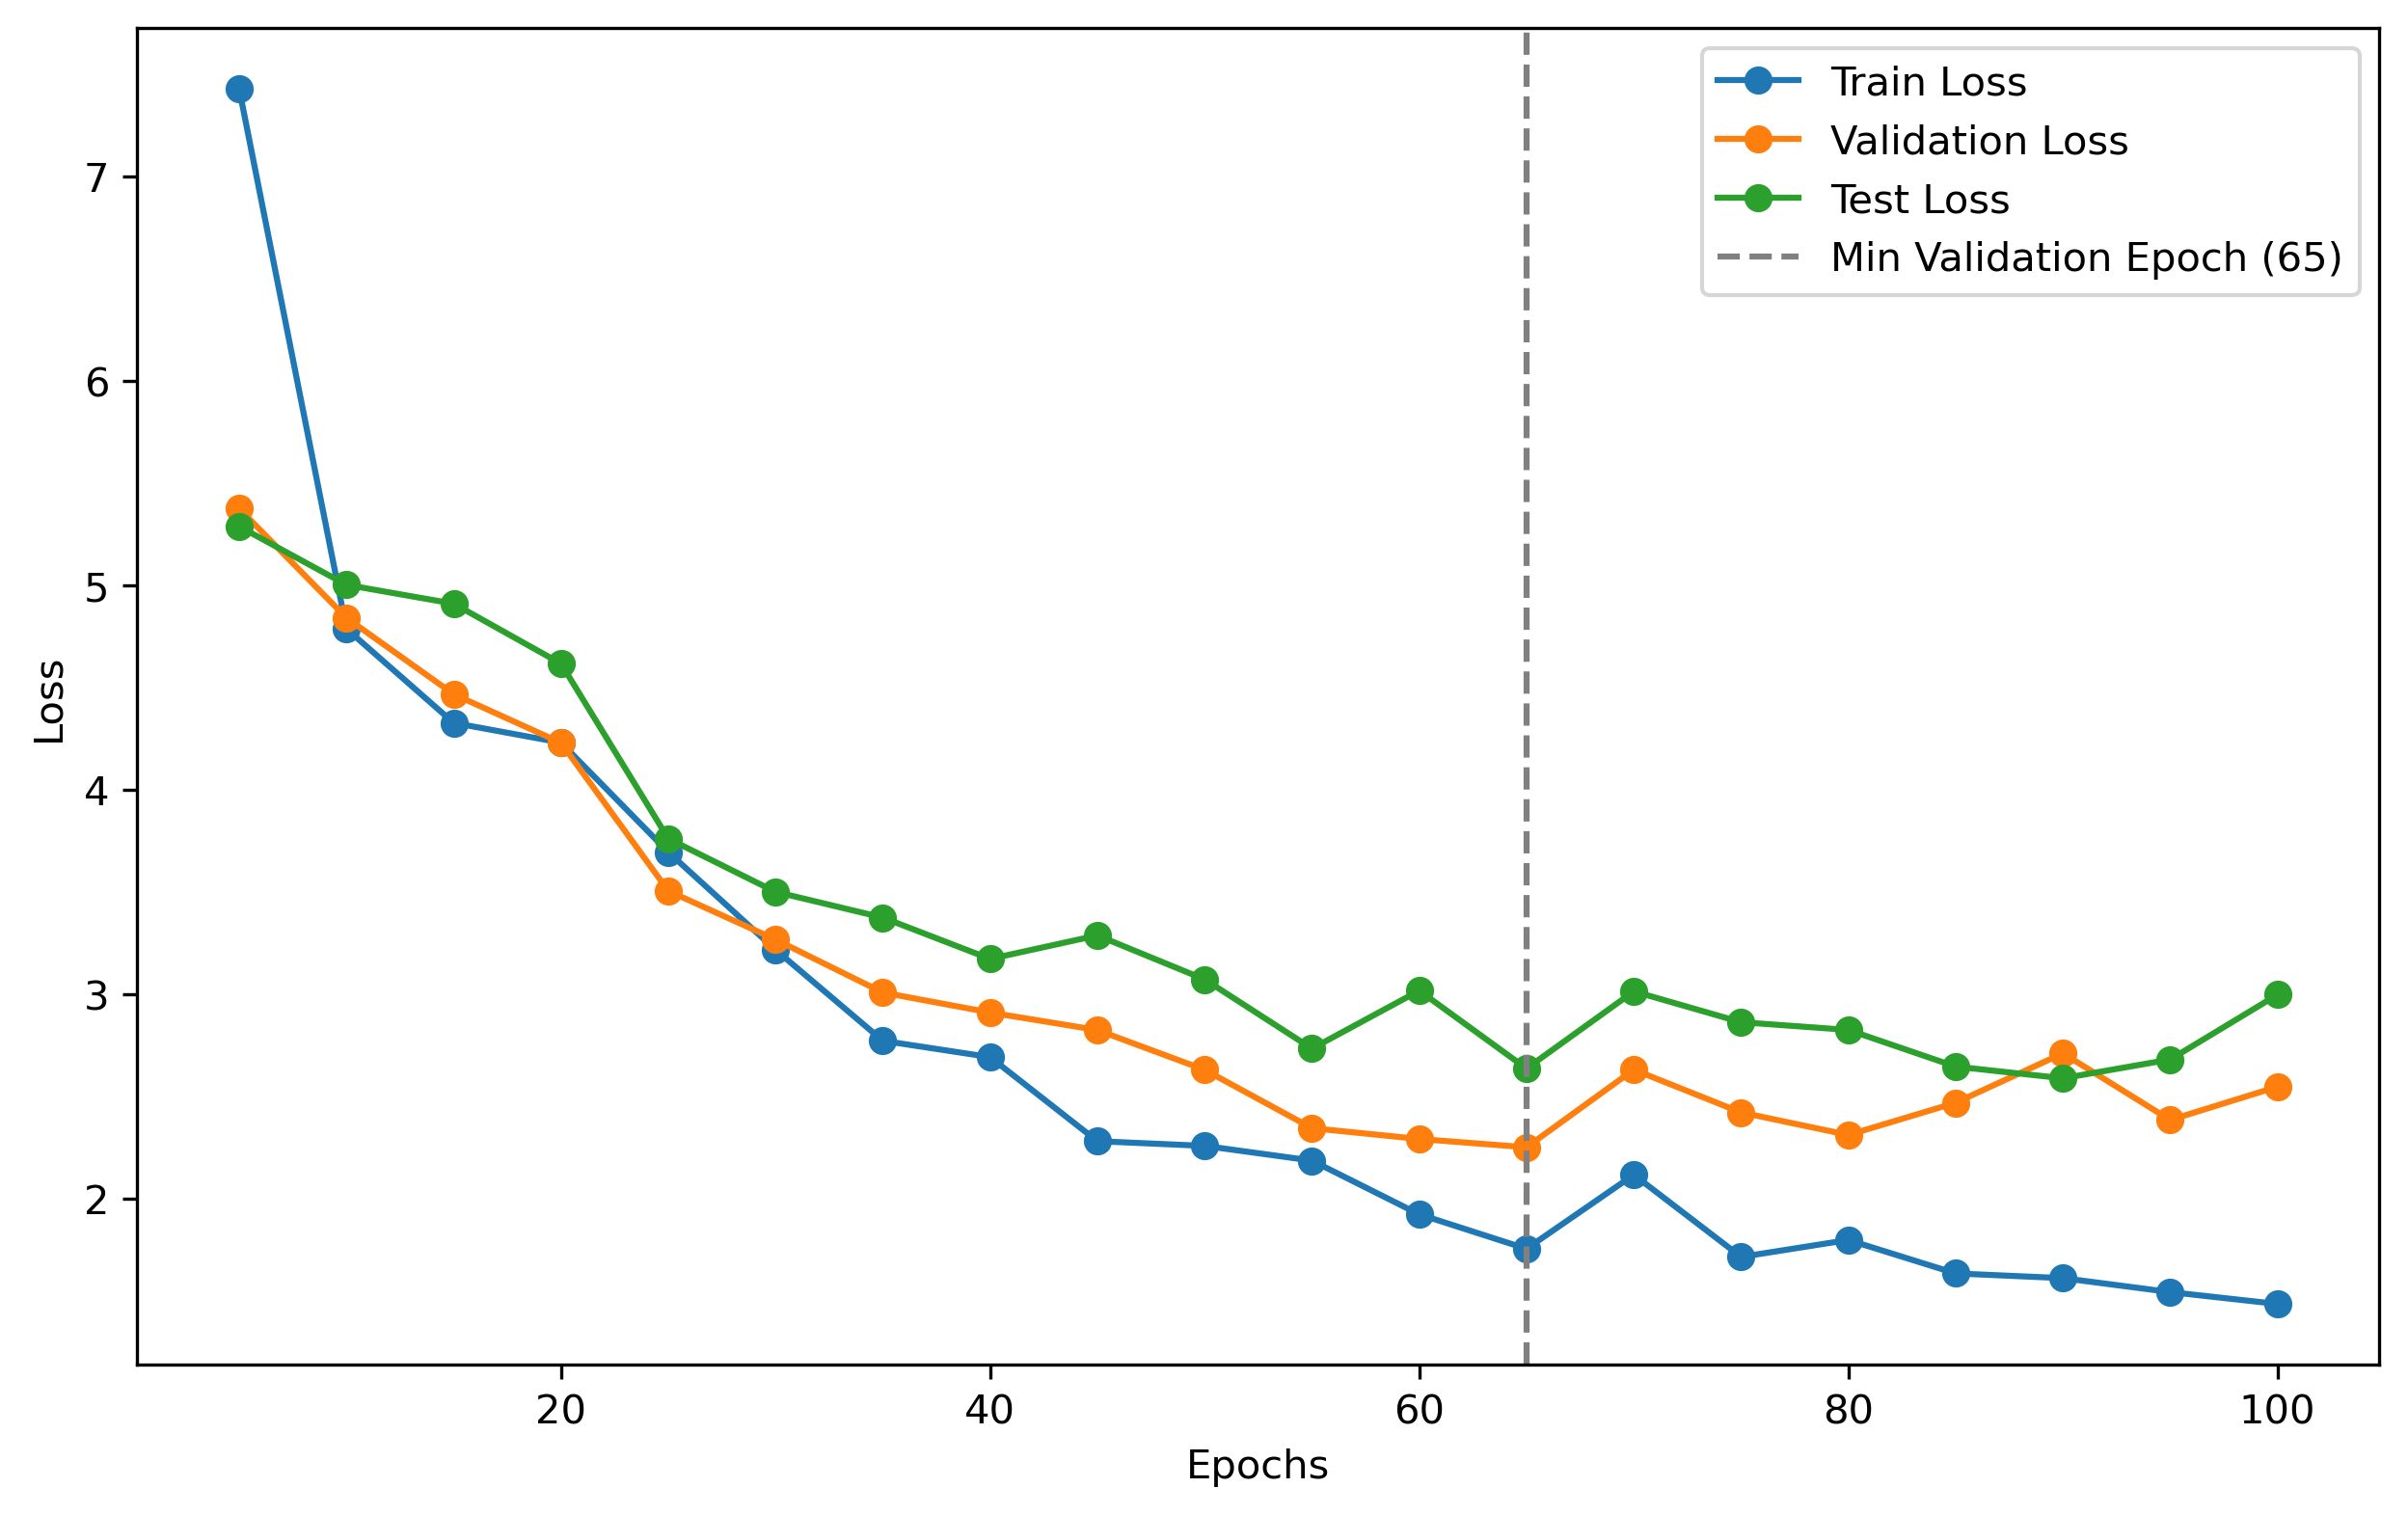 Train Loss
Validation Loss
Test Loss
Min Validation Epoch (65)
7
6
5
4
3
2
Loss
20 40 60 80 100
Epochs